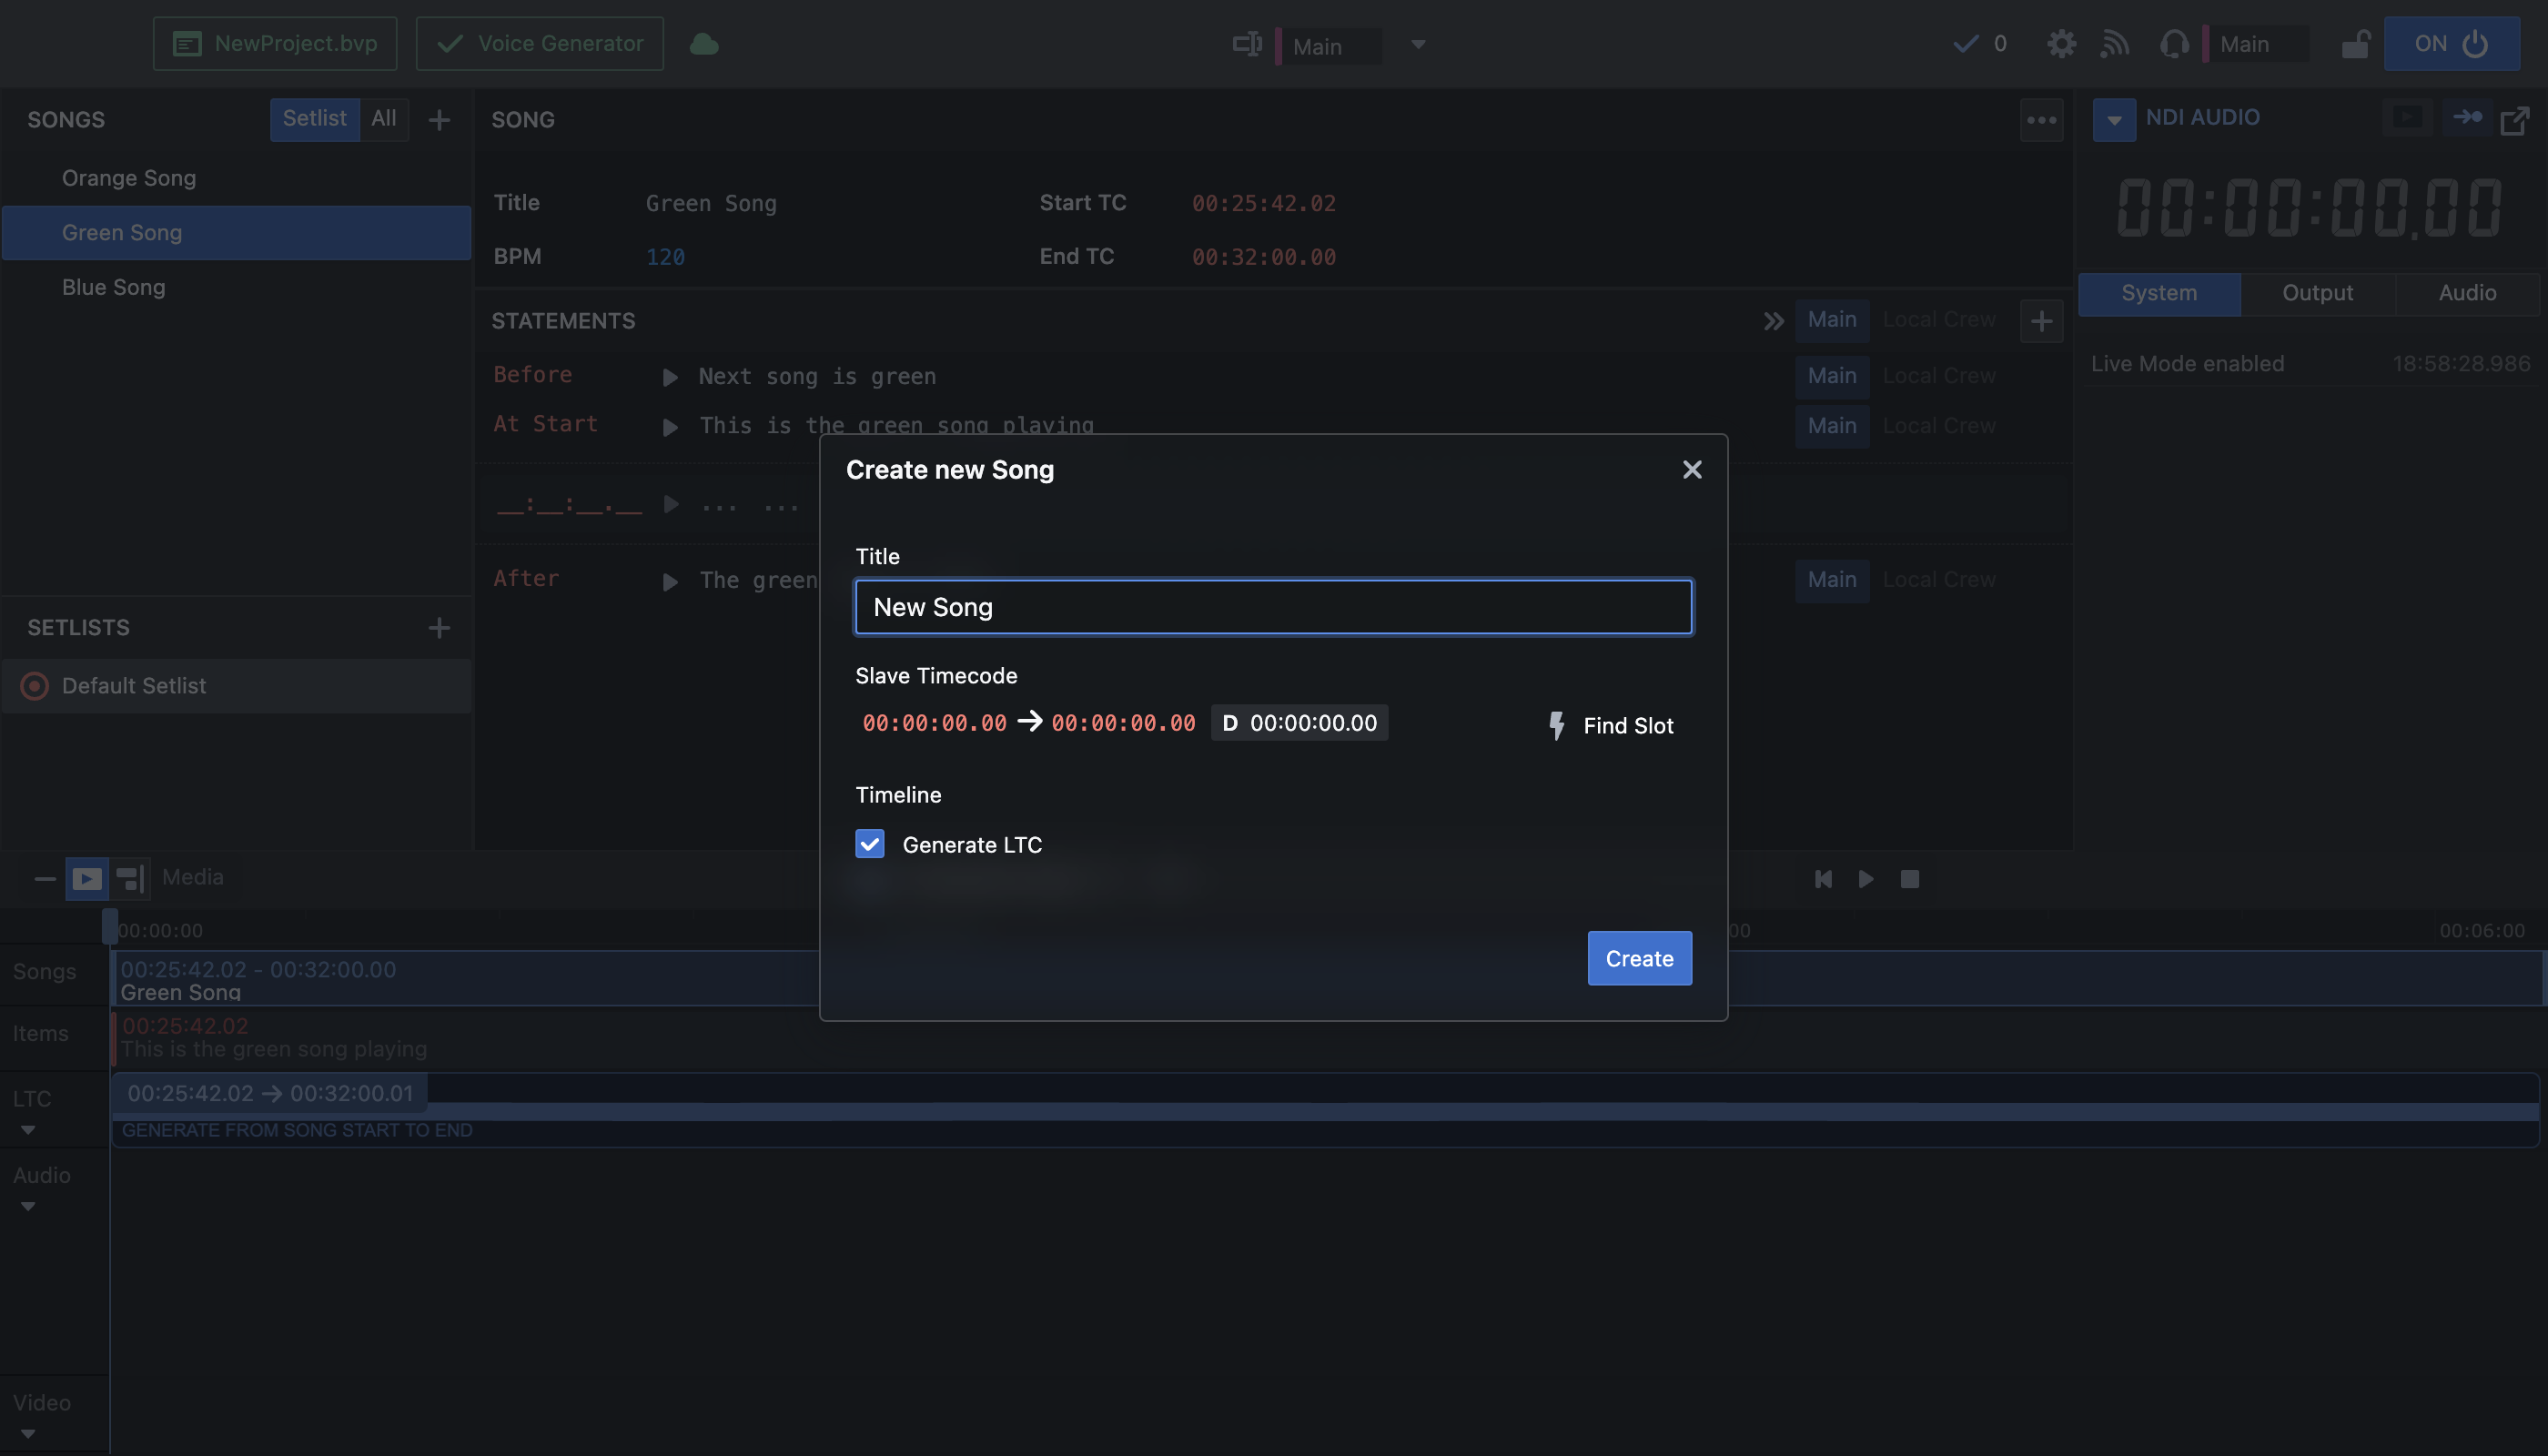 NewProject.bvp
Voice Generator
Main
0
Main
ON
SONGS
Setlist
All
Orange Song
Green Song
Blue Song
SETLISTS
Default Setlist
SONG
Title
Green Song
Start TC
00:25:42.02
BPM
120
End TC
00:32:00.00
STATEMENTS
Main Local Crew
Before
Next song is green
Main Local Crew
At Start
This is the green song playing
Main Local Crew
__:__:__.__
... ...
After
The green
Main Local Crew
NDI AUDIO
00:00:00.00
System
Output
Audio
Live Mode enabled
18:58:28.986
Create new Song
Title
New Song
Slave Timecode
00:00:00.00 → 00:00:00.00 D 00:00:00.00
Find Slot
Timeline
Generate LTC
Create
Media
00:00:00
00
00:06:00
Songs
00:25:42.02 - 00:32:00.00
Green Song
Items
00:25:42.02
This is the green song playing
LTC
00:25:42.02 → 00:32:00.01
GENERATE FROM SONG START TO END
Audio
Video